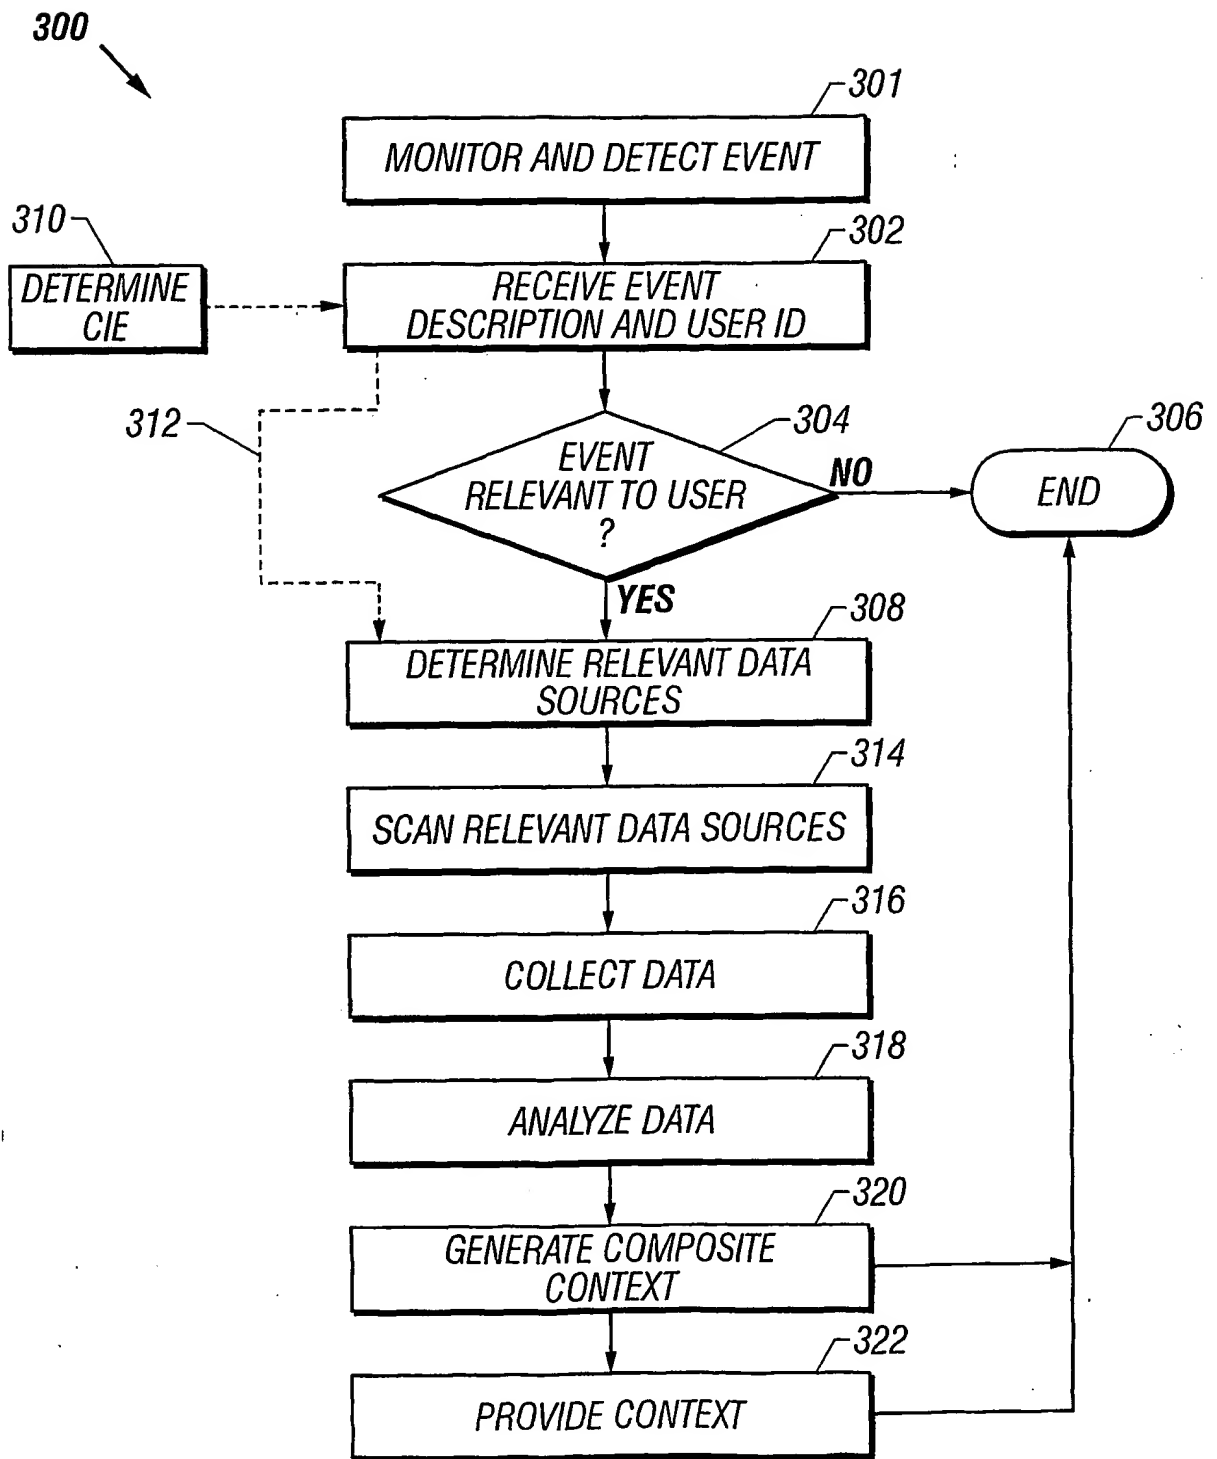 300
301
MONITOR AND DETECT EVENT
310
302
DETERMINE
CIE
RECEIVE EVENT
DESCRIPTION AND USER ID
312
304
306
EVENT
RELEVANT TO USER
?
NO
END
YES
308
DETERMINE RELEVANT DATA
SOURCES
314
SCAN RELEVANT DATA SOURCES
316
COLLECT DATA
318
ANALYZE DATA
320
GENERATE COMPOSITE
CONTEXT
322
PROVIDE CONTEXT